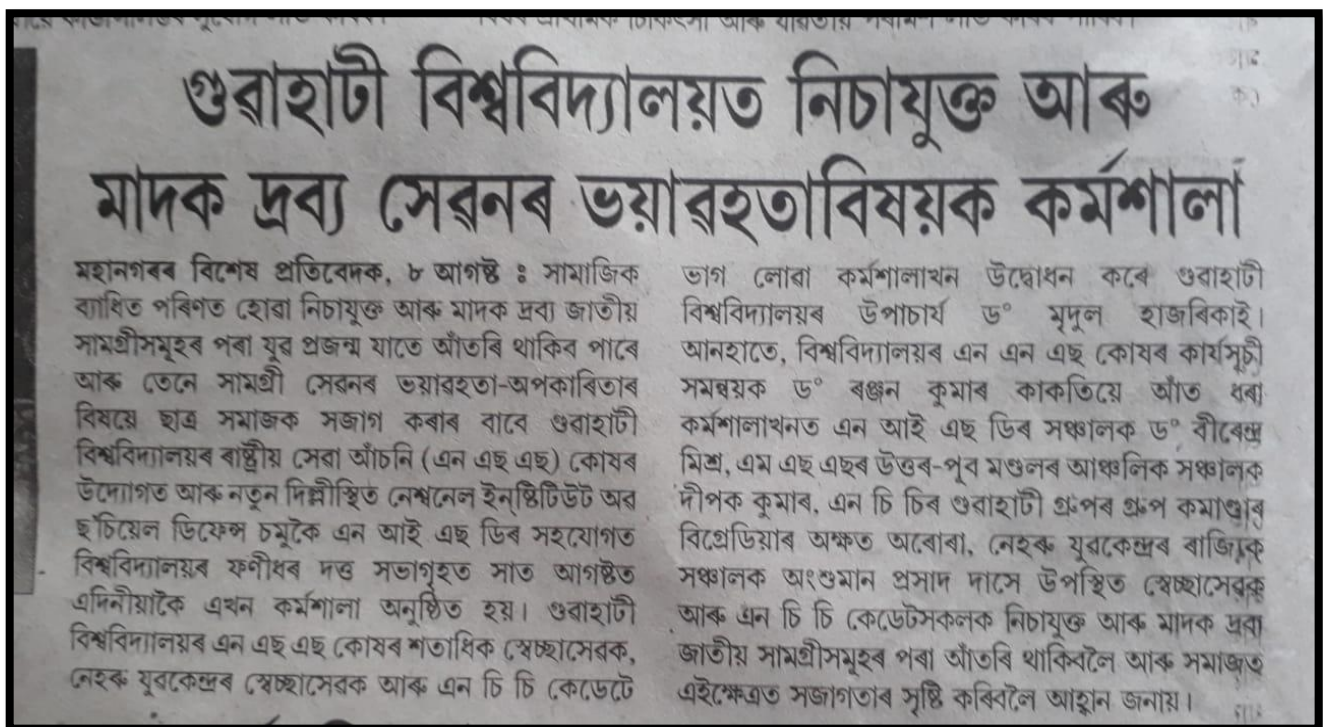 গুৱাহাটী বিশ্ববিদ্যালয়ত নিচাযুক্ত আৰু
মাদক দ্ৰব্য সেৱনৰ ভয়াৱহতাবিষয়ক কৰ্মশালা
মহানগৰৰ বিশেষ প্ৰতিবেদক, ৮ আগষ্ট ঃ সামাজিক
ব্যাধিত পৰিণত হোৱা নিচাযুক্ত আৰু মাদক দ্ৰব্য জাতীয়
সামগ্ৰীসমূহৰ পৰা যুৱ প্ৰজন্ম যাতে আঁতৰি থাকিব পাৰে
আৰু তেনে সামগ্ৰী সেৱনৰ ভয়াৱহতা-অপকাৰিতাৰ
বিষয়ে ছাত্ৰ সমাজক সজাগ কৰাৰ বাবে গুৱাহাটী
বিশ্ববিদ্যালয়ৰ ৰাষ্ট্ৰীয় সেৱা আঁচনি (এন এছ এছ) কোষৰ
উদ্যোগত আৰু নতুন দিল্লীস্থিত নেশ্বনেল ইন্‌ষ্টিটিউট অৱ
ছ'চিয়েল ডিফেন্স চমুকৈ এন আই এছ ডিৰ সহযোগত
বিশ্ববিদ্যালয়ৰ ফণীধৰ দত্ত সভাগৃহত সাত আগষ্টত
এদিনীয়াকৈ এখন কৰ্মশালা অনুষ্ঠিত হয়। গুৱাহাটী
বিশ্ববিদ্যালয়ৰ এন এছ এছ কোষৰ শতাধিক স্বেচ্ছাসেৱক,
নেহৰু যুৱকেন্দ্ৰৰ স্বেচ্ছাসেৱক আৰু এন চি চি কেডেটে
ভাগ লোৱা কৰ্মশালাখন উদ্বোধন কৰে গুৱাহাটী
বিশ্ববিদ্যালয়ৰ উপাচাৰ্য ড° মৃদুল হাজৰিকাই।
আনহাতে, বিশ্ববিদ্যালয়ৰ এন এন এছ কোষৰ কাৰ্যসূচী
সমন্বয়ক ড° ৰঞ্জন কুমাৰ কাকতিয়ে আঁত ধৰা
কৰ্মশালাখনত এন আই এছ ডিৰ সঞ্চালক ড° বীৰেন্দ্ৰ
মিশ্ৰ, এম এছ এছৰ উত্তৰ-পূব মণ্ডলৰ আঞ্চলিক সঞ্চালক
দীপক কুমাৰ, এন চি চিৰ গুৱাহাটী গ্ৰুপৰ গ্ৰুপ কমাণ্ডাৰ
বিগ্ৰেডিয়াৰ অক্ষত অৰোৰা, নেহৰু যুৱকেন্দ্ৰৰ ৰাজ্যিক
সঞ্চালক অংশুমান প্ৰসাদ দাসে উপস্থিত স্বেচ্ছাসেৱক
আৰু এন চি চি কেডেটসকলক নিচাযুক্ত আৰু মাদক দ্ৰব্য
জাতীয় সামগ্ৰীসমূহৰ পৰা আঁতৰি থাকিবলৈ আৰু সমাজত
এইক্ষেত্ৰত সজাগতাৰ সৃষ্টি কৰিবলৈ আহ্বান জনায়।